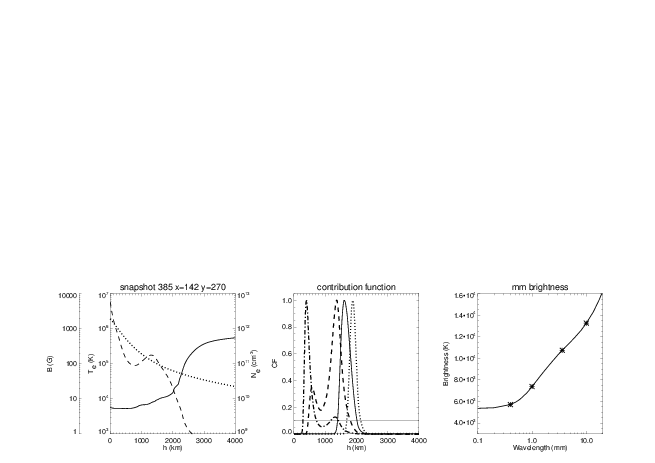 snapshot 385 x=142 y=270
contribution function
mm brightness
10000
1000
100
10
1
B (G)
10⁷
10⁶
10⁵
10⁴
10³
T_e (K)
10¹³
10¹²
10¹¹
10¹⁰
10⁹
N_e (cm⁻³)
0 1000 2000 3000 4000
h (km)
1.0
0.8
0.6
0.4
0.2
0.0
CF
0 1000 2000 3000 4000
h (km)
1.6•10⁴
1.4•10⁴
1.2•10⁴
1.0•10⁴
8.0•10³
6.0•10³
4.0•10³
Brightness (K)
0.1 1.0 10.0
Wavelength (mm)